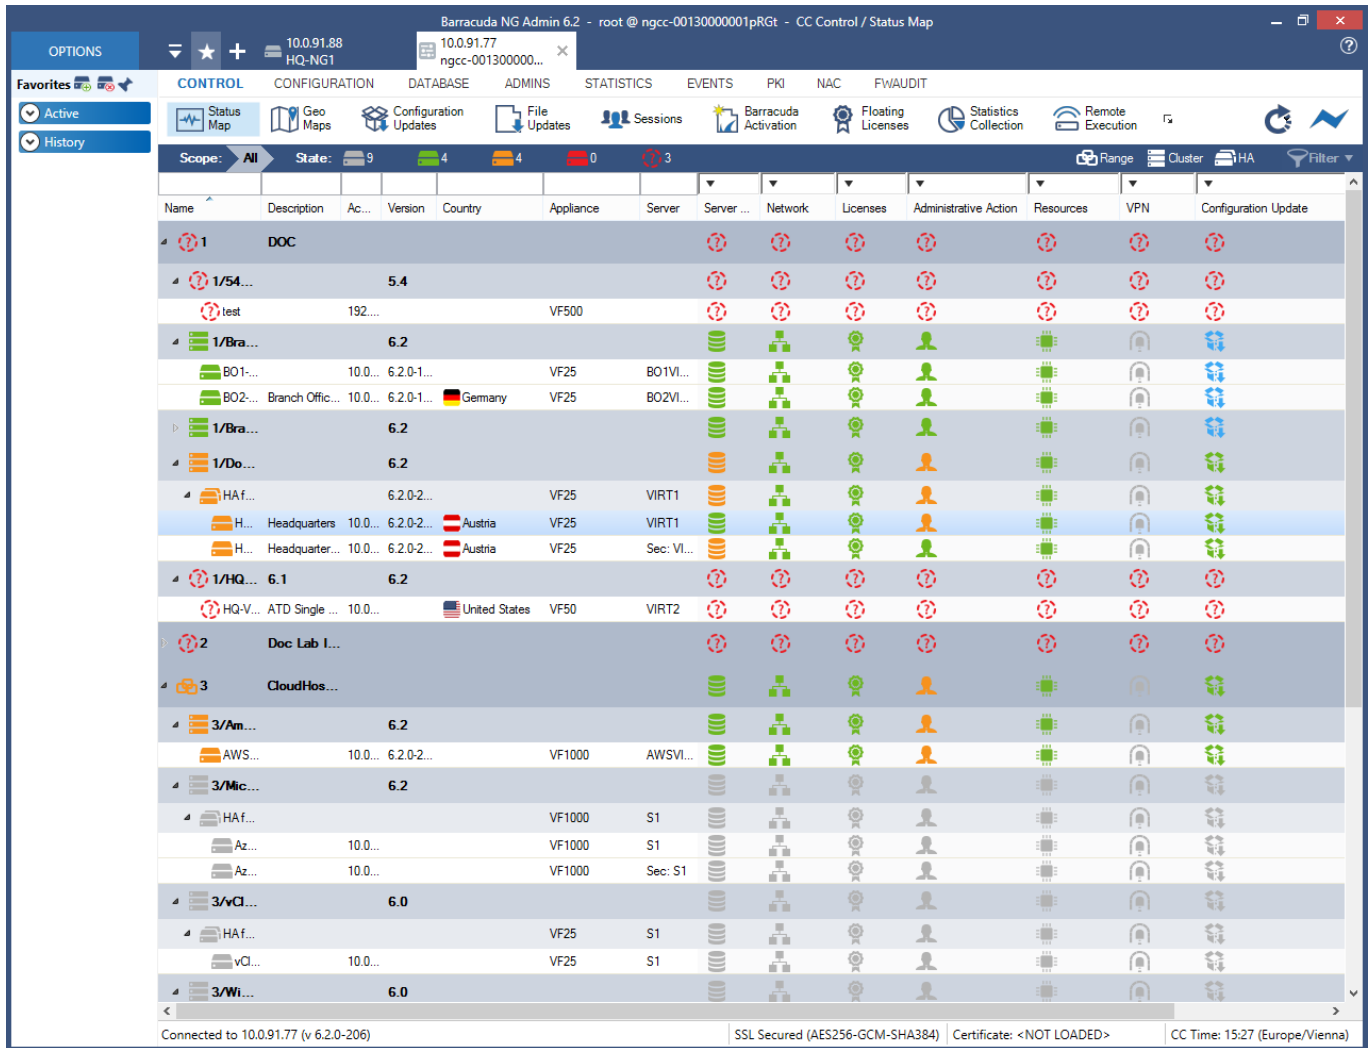 Barracuda NG Admin 6.2 - root @ ngcc-00130000001pRGt - CC Control / Status Map
OPTIONS
10.0.91.88
HQ-NG1
10.0.91.77
ngcc-001300000...
Favorites
Active
History
CONTROL CONFIGURATION DATABASE ADMINS STATISTICS EVENTS PKI NAC FWAUDIT
Status Map
Geo Maps
Configuration Updates
File Updates
Sessions
Barracuda Activation
Floating Licenses
Statistics Collection
Remote Execution
Scope: All State: 9 4 4 0 3 Range Cluster HA Filter
Name Description Ac... Version Country Appliance Server Server ... Network Licenses Administrative Action Resources VPN Configuration Update
1 DOC
1/54... 5.4
test 192.... VF500
1/Bra... 6.2
BO1-... 10.0... 6.2.0-1... VF25 BO1VI...
BO2-... Branch Offic... 10.0... 6.2.0-1... Germany VF25 BO2VI...
1/Bra... 6.2
1/Do... 6.2
HA f... 6.2.0-2... VF25 VIRT1
H... Headquarters 10.0... 6.2.0-2... Austria VF25 VIRT1
H... Headquarter... 10.0... 6.2.0-2... Austria VF25 Sec: VI...
1/HQ... 6.1 6.2
HQ-V... ATD Single ... 10.0... United States VF50 VIRT2
2 Doc Lab I...
3 CloudHos...
3/Am... 6.2
AWS... 10.0... 6.2.0-2... VF1000 AWSVI...
3/Mic... 6.2
HA f... VF1000 S1
Az... 10.0... VF1000 S1
Az... 10.0... VF1000 Sec: S1
3/vCl... 6.0
HA f... VF25 S1
vCl... 10.0... VF25 S1
3/Wi... 6.0
Connected to 10.0.91.77 (v 6.2.0-206) SSL Secured (AES256-GCM-SHA384) Certificate: <NOT LOADED> CC Time: 15:27 (Europe/Vienna)